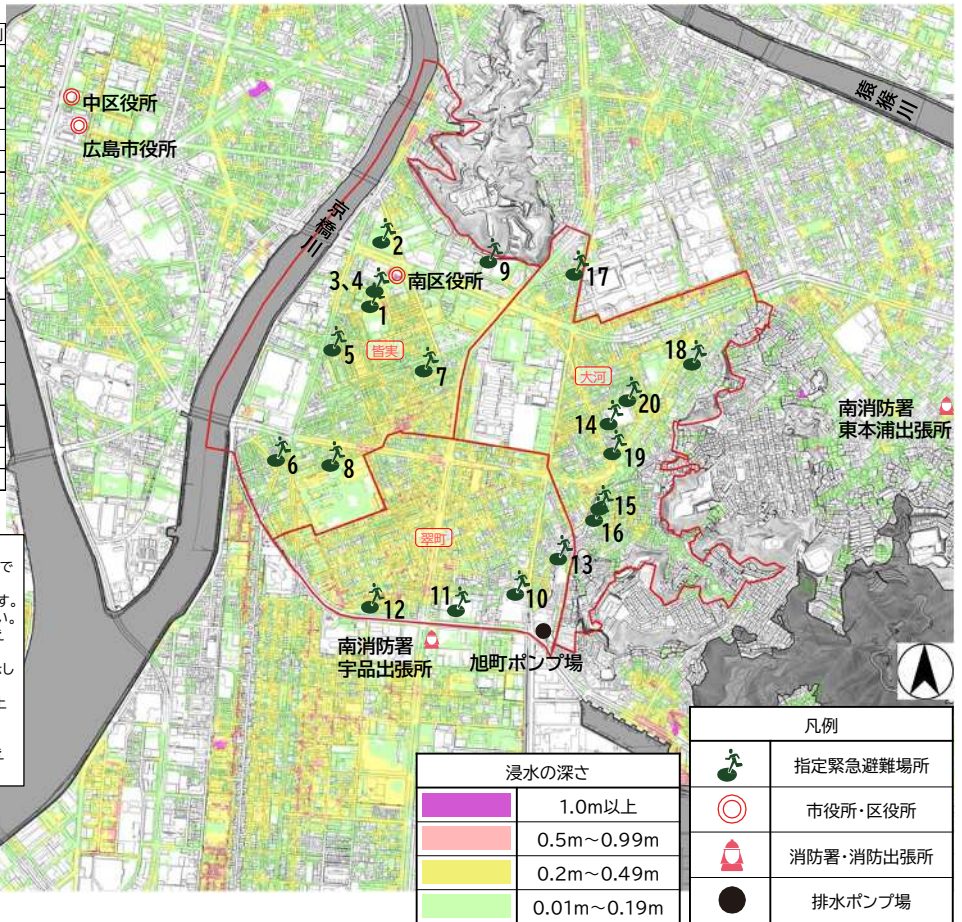 中区役所
広島市役所
京橋川
猿猴川
2
3、4
南区役所
1
9
17
5
皆実
7
18
大河
20
14
19
南消防署
東本浦出張所
6
8
15
16
翠町
13
10
11
12
南消防署
宇品出張所
旭町ポンプ場
で
す。
い。
し
浸水の深さ
1.0m以上
0.5m～0.99m
0.2m～0.49m
0.01m～0.19m
凡例
指定緊急避難場所
市役所・区役所
消防署・消防出張所
排水ポンプ場